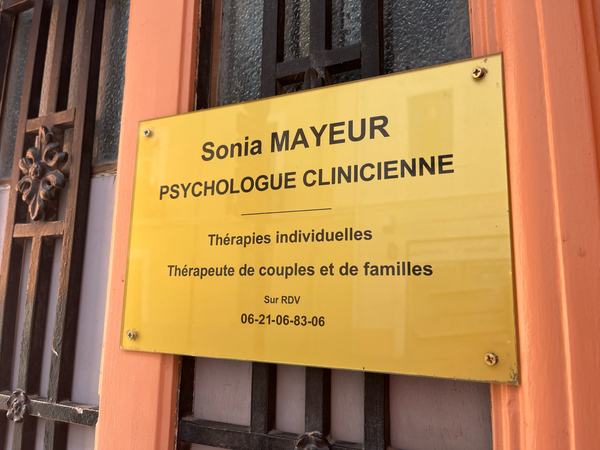 Sonia MAYEUR
PSYCHOLOGUE CLINICIENNE
Thérapies individuelles
Thérapeute de couples et de familles
Sur RDV
06-21-06-83-06